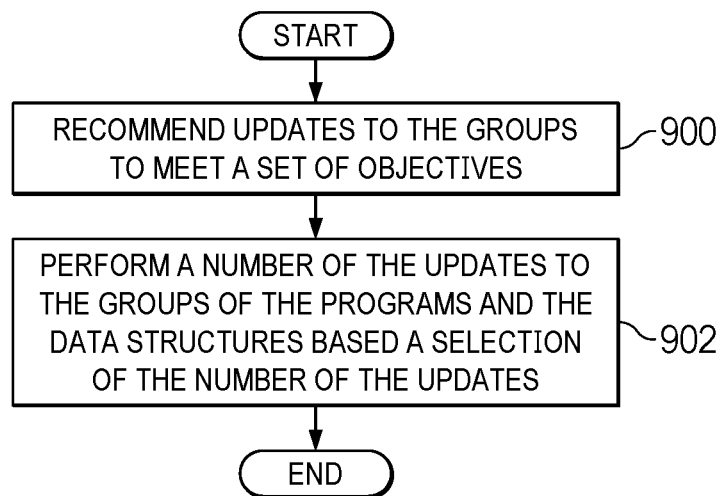 START
RECOMMEND UPDATES TO THE GROUPS
TO MEET A SET OF OBJECTIVES
900
PERFORM A NUMBER OF THE UPDATES TO
THE GROUPS OF THE PROGRAMS AND THE
DATA STRUCTURES BASED A SELECTION
OF THE NUMBER OF THE UPDATES
902
END